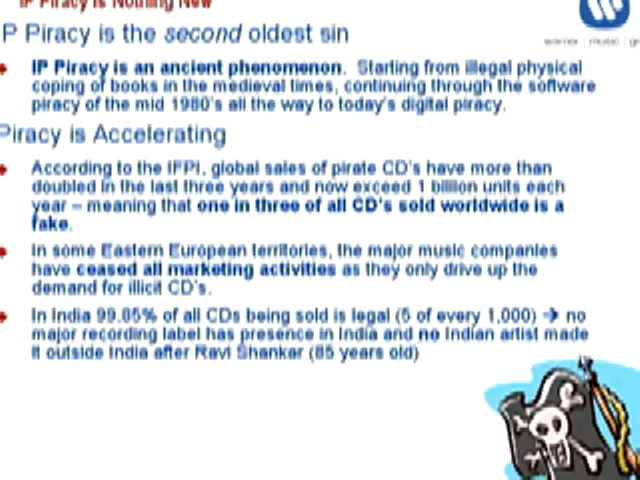 IP Piracy is Nothing New
P Piracy is the second oldest sin
warner music gr
IP Piracy is an ancient phenomenon. Starting from illegal physical
coping of books in the medieval times, continuing through the software
piracy of the mid 1980's all the way to today's digital piracy.
Piracy is Accelerating
According to the IFPI, global sales of pirate CD's have more than
doubled in the last three years and now exceed 1 billion units each
year – meaning that one in three of all CD's sold worldwide is a
fake.
In some Eastern European territories, the major music companies
have ceased all marketing activities as they only drive up the
demand for illicit CD's.
In India 99.85% of all CDs being sold is legal (5 of every 1,000) → no
major recording label has presence in India and no Indian artist made
it outside India after Ravi Shankar (85 years old)